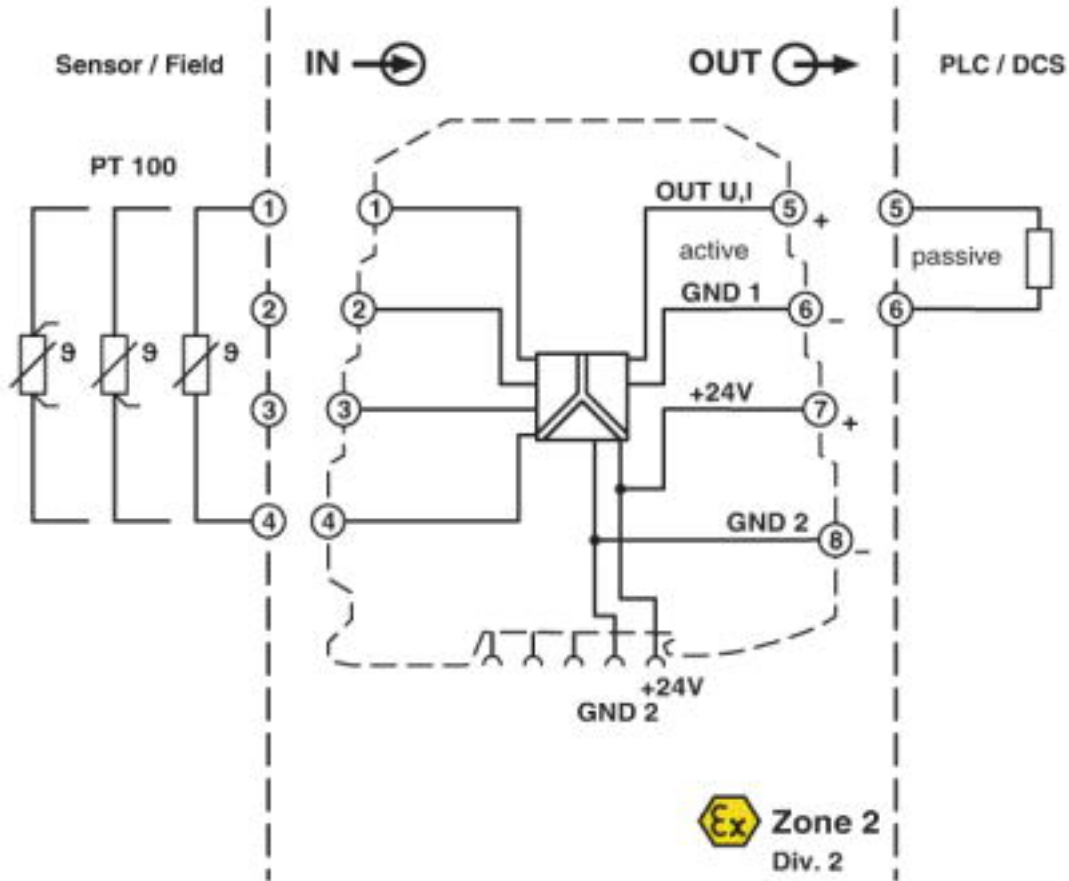 Sensor / Field
IN
OUT
PLC / DCS
PT 100
1
1
OUT U,I
5
+
5
active
passive
2
2
GND 1
6
–
6
ϑ
ϑ
ϑ
3
3
+24V
7
+
4
4
GND 2
8
–
+24V
GND 2
Ex
Zone 2
Div. 2